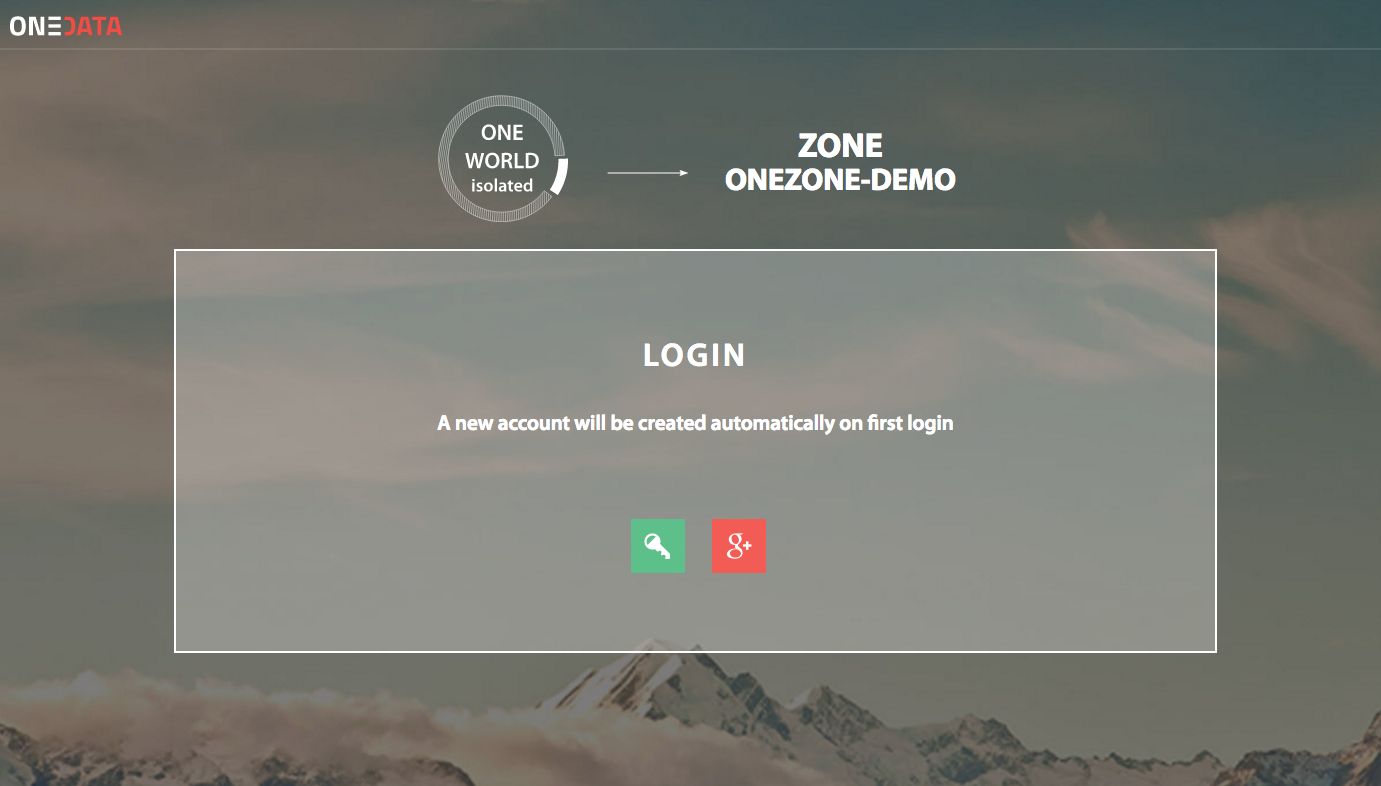 ONEDATA
ONE
WORLD
isolated
ZONE
ONEZONE-DEMO
LOGIN
A new account will be created automatically on first login
g+